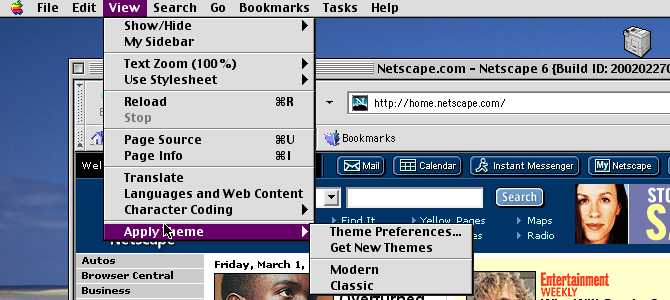 File Edit View Search Go Bookmarks Tasks Help
Show/Hide
My Sidebar
Text Zoom (100%)
Use Stylesheet
Reload ⌘R
Stop
Page Source ⌘U
Page Info ⌘I
Translate
Languages and Web Content
Character Coding
Apply Theme
Theme Preferences...
Get New Themes
Modern
Classic
Netscape.com - Netscape 6 {Build ID: 200202270
http://home.netscape.com/
Bookmarks
Mail Calendar Instant Messenger My Netscape
Search
Find It Yellow Pages Maps
Radio
Netscape
Autos
Browser Central
Business
Friday, March 1,
Entertainment
WEEKLY